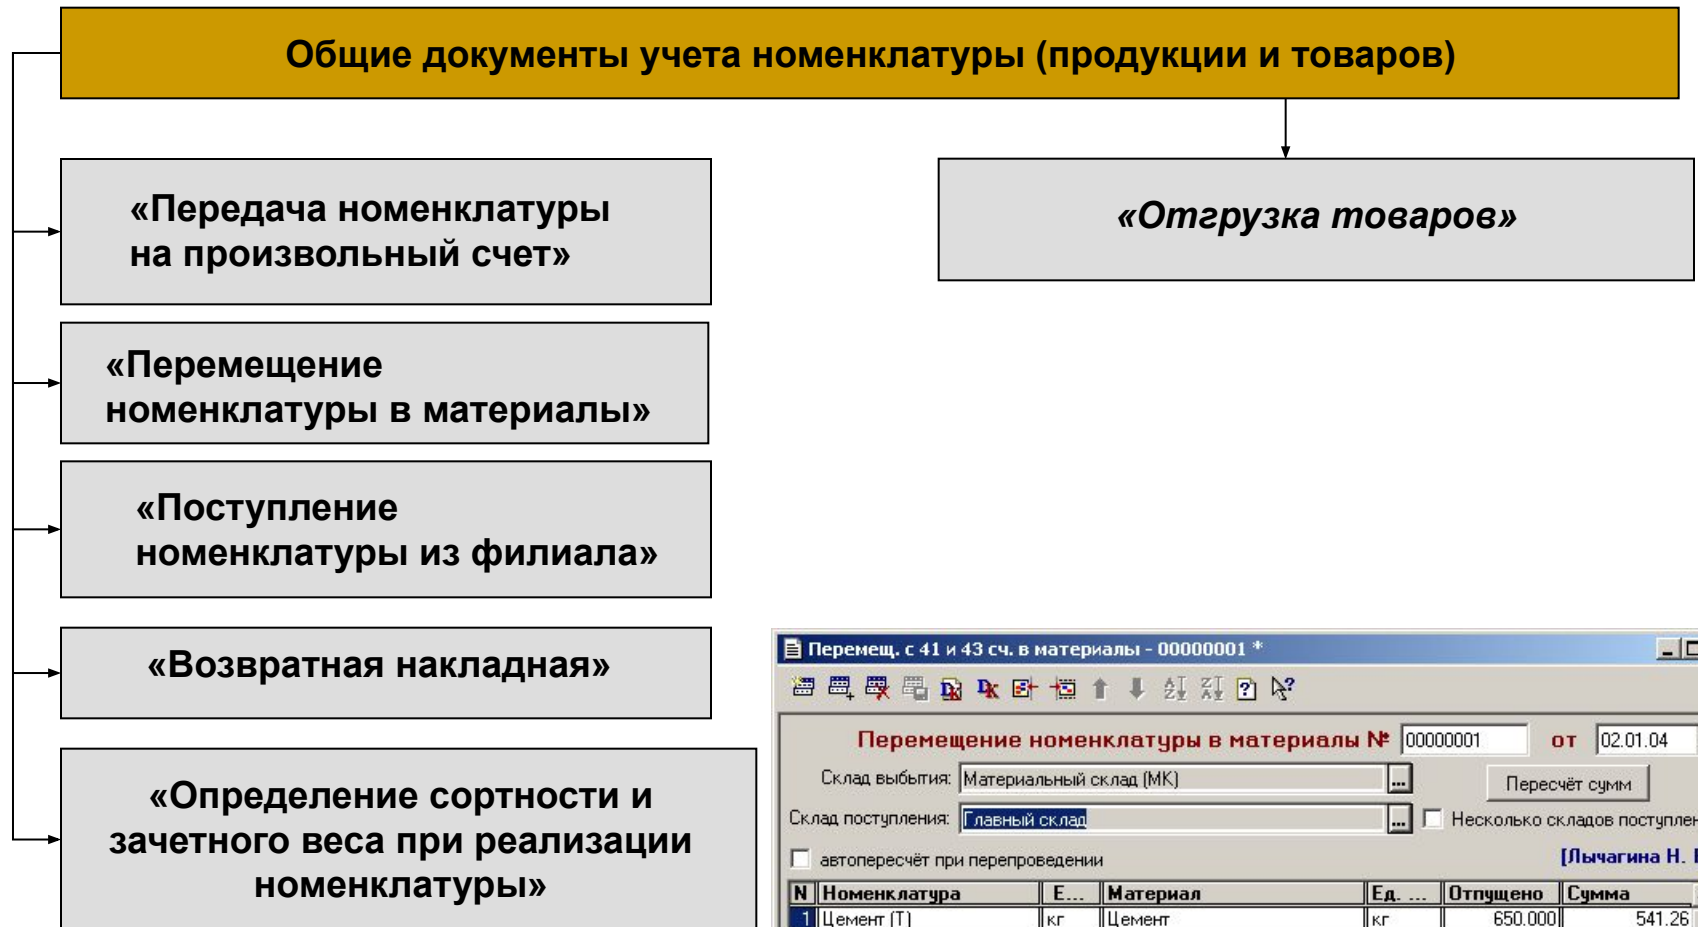 Общие документы учета номенклатуры (продукции и товаров)
«Передача номенклатуры
на произвольный счет»
«Отгрузка товаров»
«Перемещение
номенклатуры в материалы»
«Поступление
номенклатуры из филиала»
«Возвратная накладная»
«Определение сортности и
зачетного веса при реализации
номенклатуры»
Перемещ. с 41 и 43 сч. в материалы - 00000001 *
Перемещение номенклатуры в материалы № 00000001 от 02.01.04
Склад выбытия: Материальный склад (МК) ... Пересчёт сумм
Склад поступления: Главный склад ... Несколько складов поступлен
автопересчёт при перепроведении [Лычагина Н.
N Номенклатура Е... Материал Ед. ... Отпущено Сумма
1 Цемент (Т) кг Цемент кг 650.000 541.26